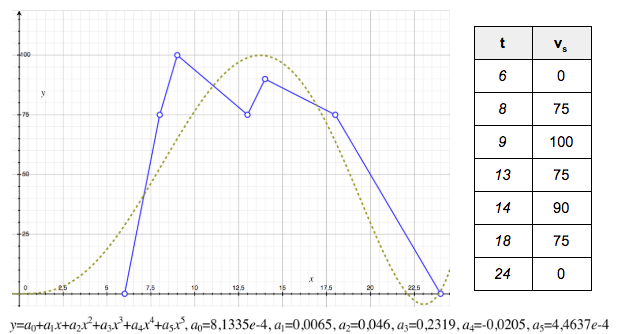 t v_s
100
6 0
y
8 75
75
9 100
13 75
50
14 90
25
18 75
24 0
x
0 2,5 5 7,5 10 12,5 15 17,5 20 22,5
y=a₀+a₁x+a₂x²+a₃x³+a₄x⁴+a₅x⁵, a₀=8,1335e-4, a₁=0,0065, a₂=0,046, a₃=0,2319, a₄=-0,0205, a₅=4,4637e-4